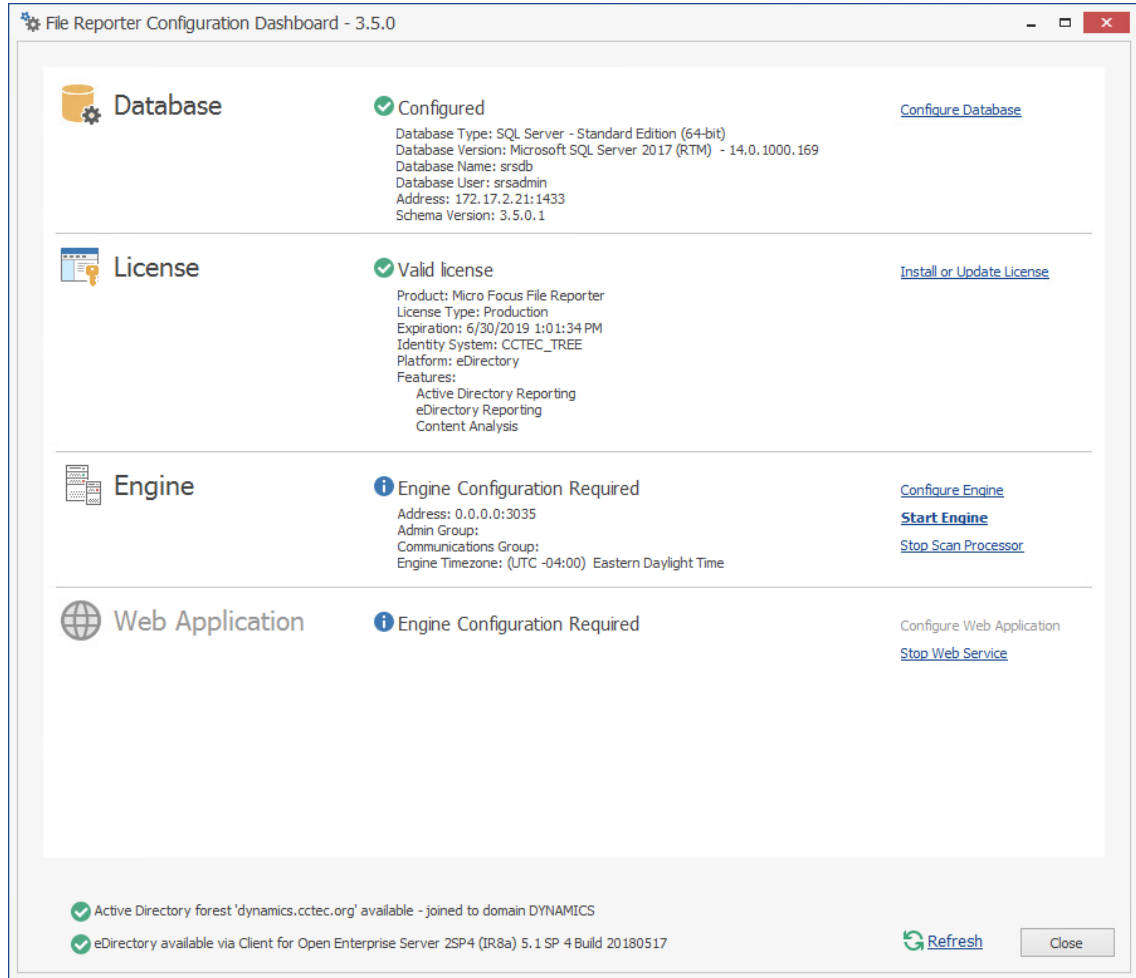 File Reporter Configuration Dashboard - 3.5.0
Database
Configured
Configure Database
Database Type: SQL Server - Standard Edition (64-bit)
Database Version: Microsoft SQL Server 2017 (RTM)  - 14.0.1000.169
Database Name: srsdb
Database User: srsadmin
Address: 172.17.2.21:1433
Schema Version: 3.5.0.1
License
Valid license
Install or Update License
Product: Micro Focus File Reporter
License Type: Production
Expiration: 6/30/2019 1:01:34 PM
Identity System: CCTEC_TREE
Platform: eDirectory
Features:
Active Directory Reporting
eDirectory Reporting
Content Analysis
Engine
Engine Configuration Required
Configure Engine
Address: 0.0.0.0:3035
Start Engine
Admin Group:
Communications Group:
Stop Scan Processor
Engine Timezone: (UTC -04:00)  Eastern Daylight Time
Web Application
Engine Configuration Required
Configure Web Application
Stop Web Service
Active Directory forest 'dynamics.cctec.org' available - joined to domain DYNAMICS
eDirectory available via Client for Open Enterprise Server 2SP4 (IR8a) 5.1 SP 4 Build 20180517
Refresh
Close